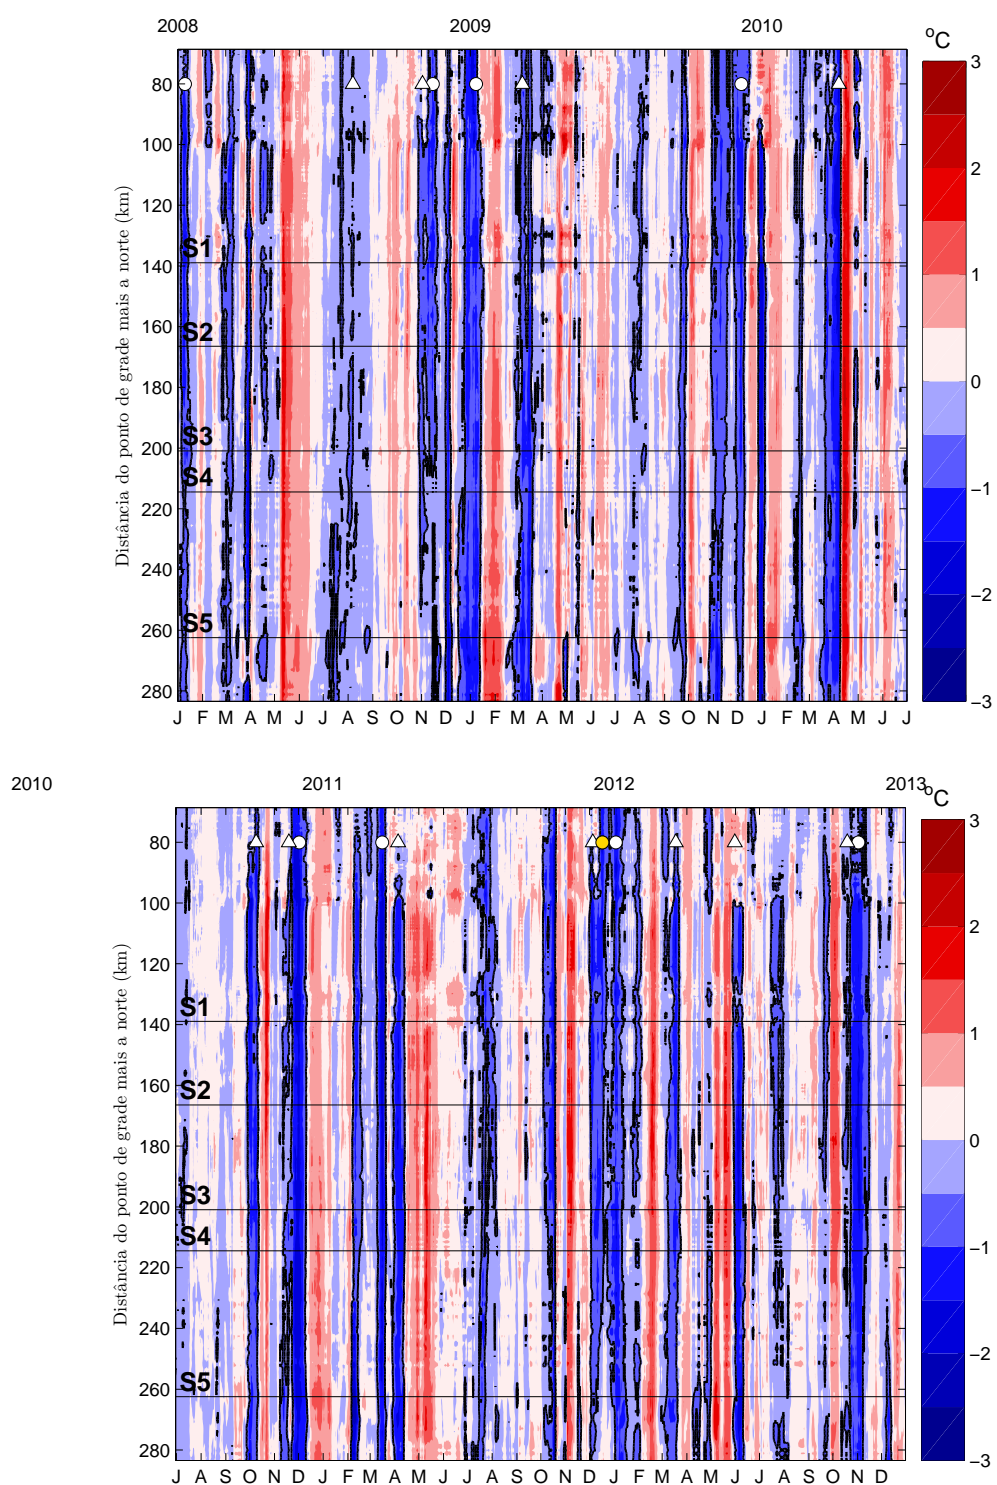 2008 2009 2010
°C
3
2
1
0
−1
−2
−3
Distância do ponto de grade mais a norte (km)
80
100
120
S1
140
160
S2
180
S3
200
S4
220
240
S5
260
280
J F M A M J J A S O N D J F M A M J J A S O N D J F M A M J J
2010 2011 2012 2013
°C
3
2
1
0
−1
−2
−3
Distância do ponto de grade mais a norte (km)
80
100
120
S1
140
160
S2
180
S3
200
S4
220
240
S5
260
280
J A S O N D J F M A M J J A S O N D J F M A M J J A S O N D